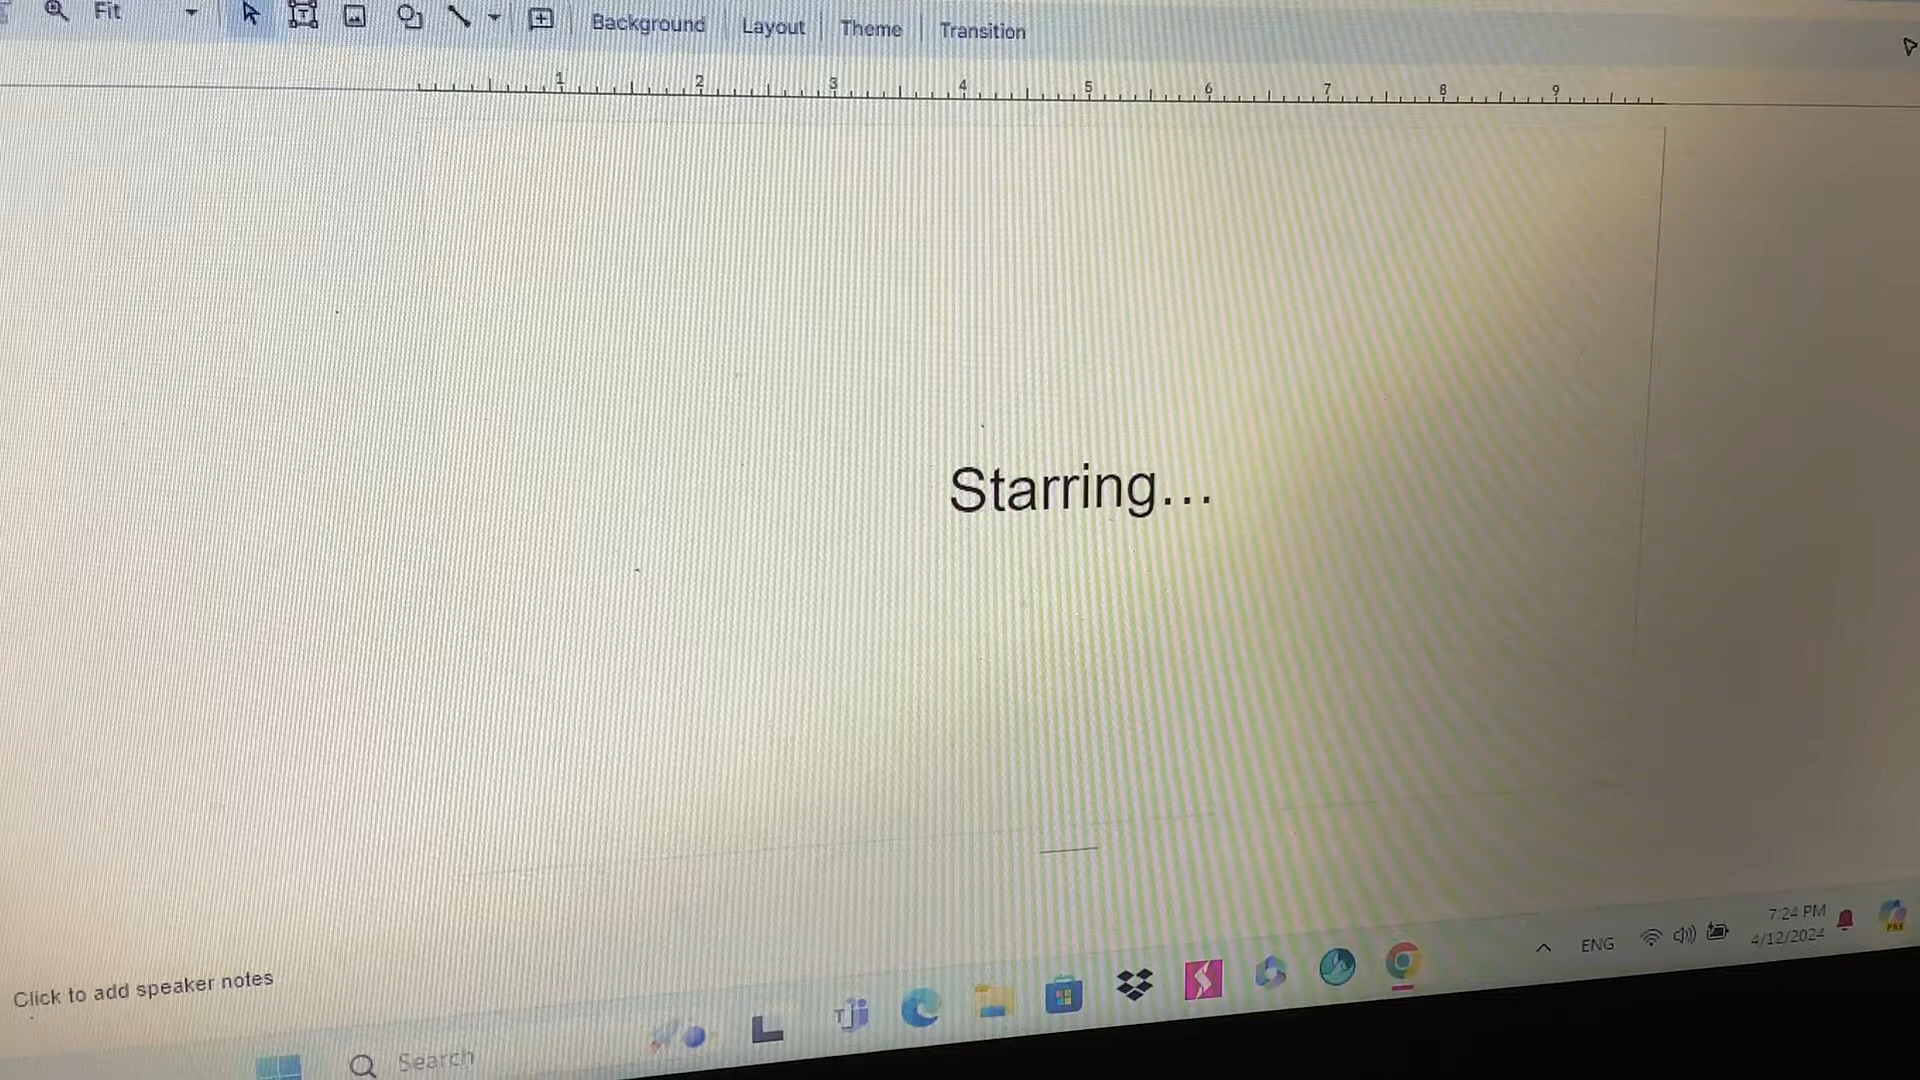 Fit
Background
Layout
Theme
Transition
1 2 3 4 5 6 7 8 9
Starring...
Click to add speaker notes
Search
ENG
7:24 PM
4/12/2024
PRE